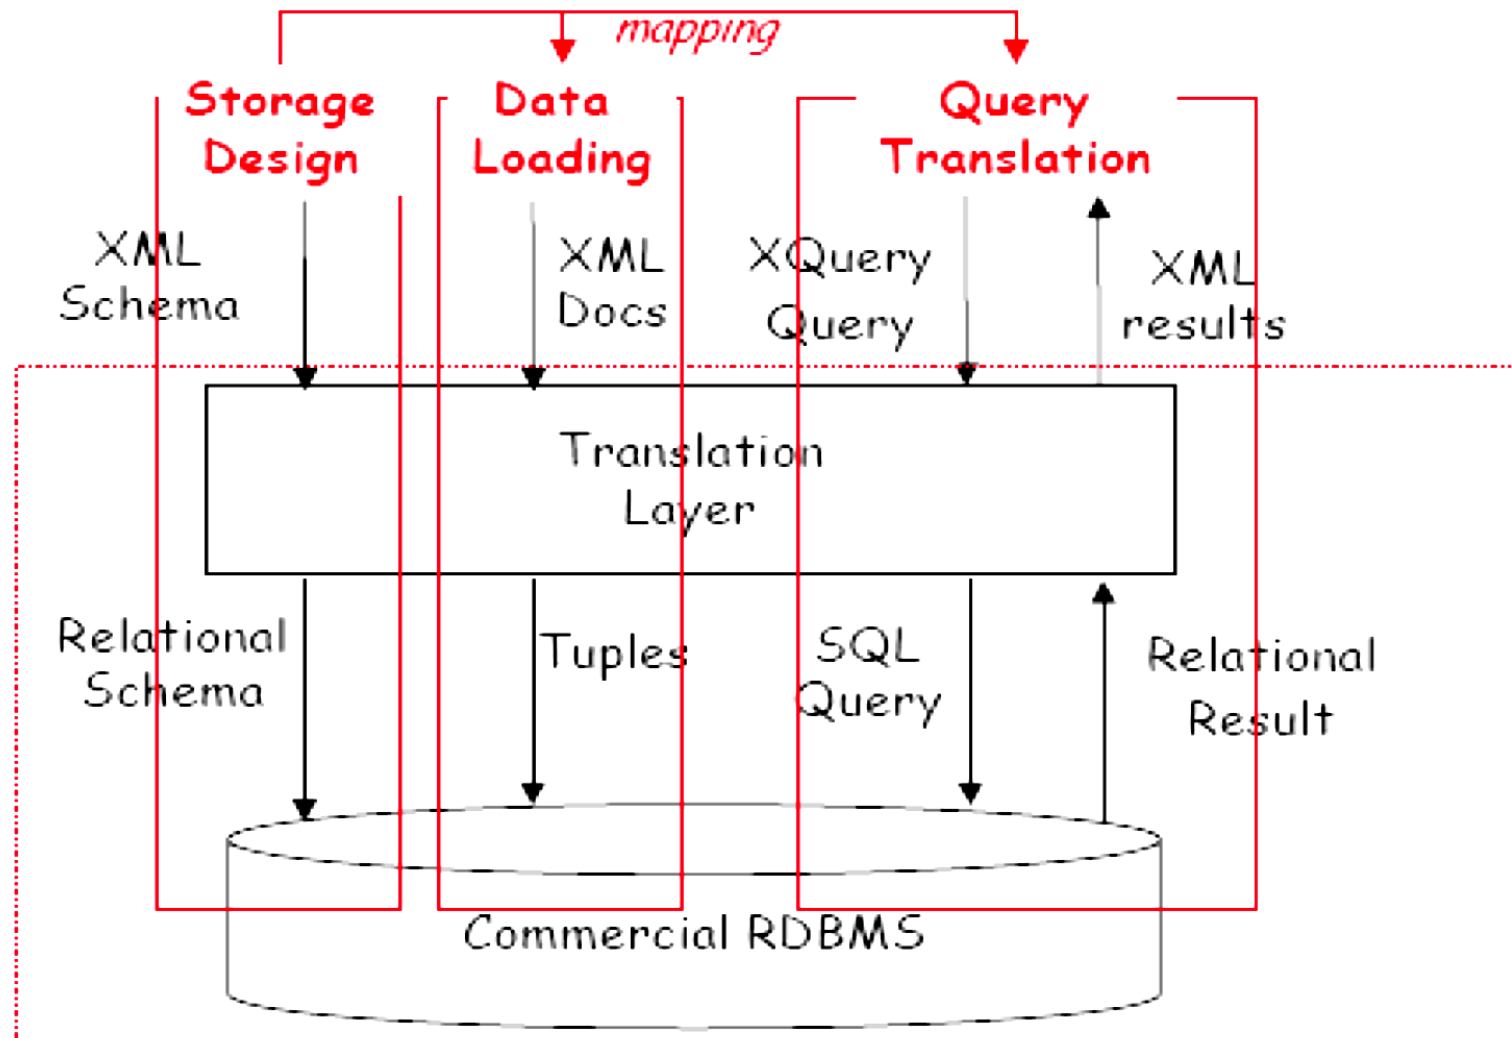 mapping
Storage
Design
Data
Loading
Query
Translation
XML
Schema
XML
Docs
XQuery
Query
XML
results
Translation
Layer
Relational
Schema
Tuples
SQL
Query
Relational
Result
Commercial RDBMS